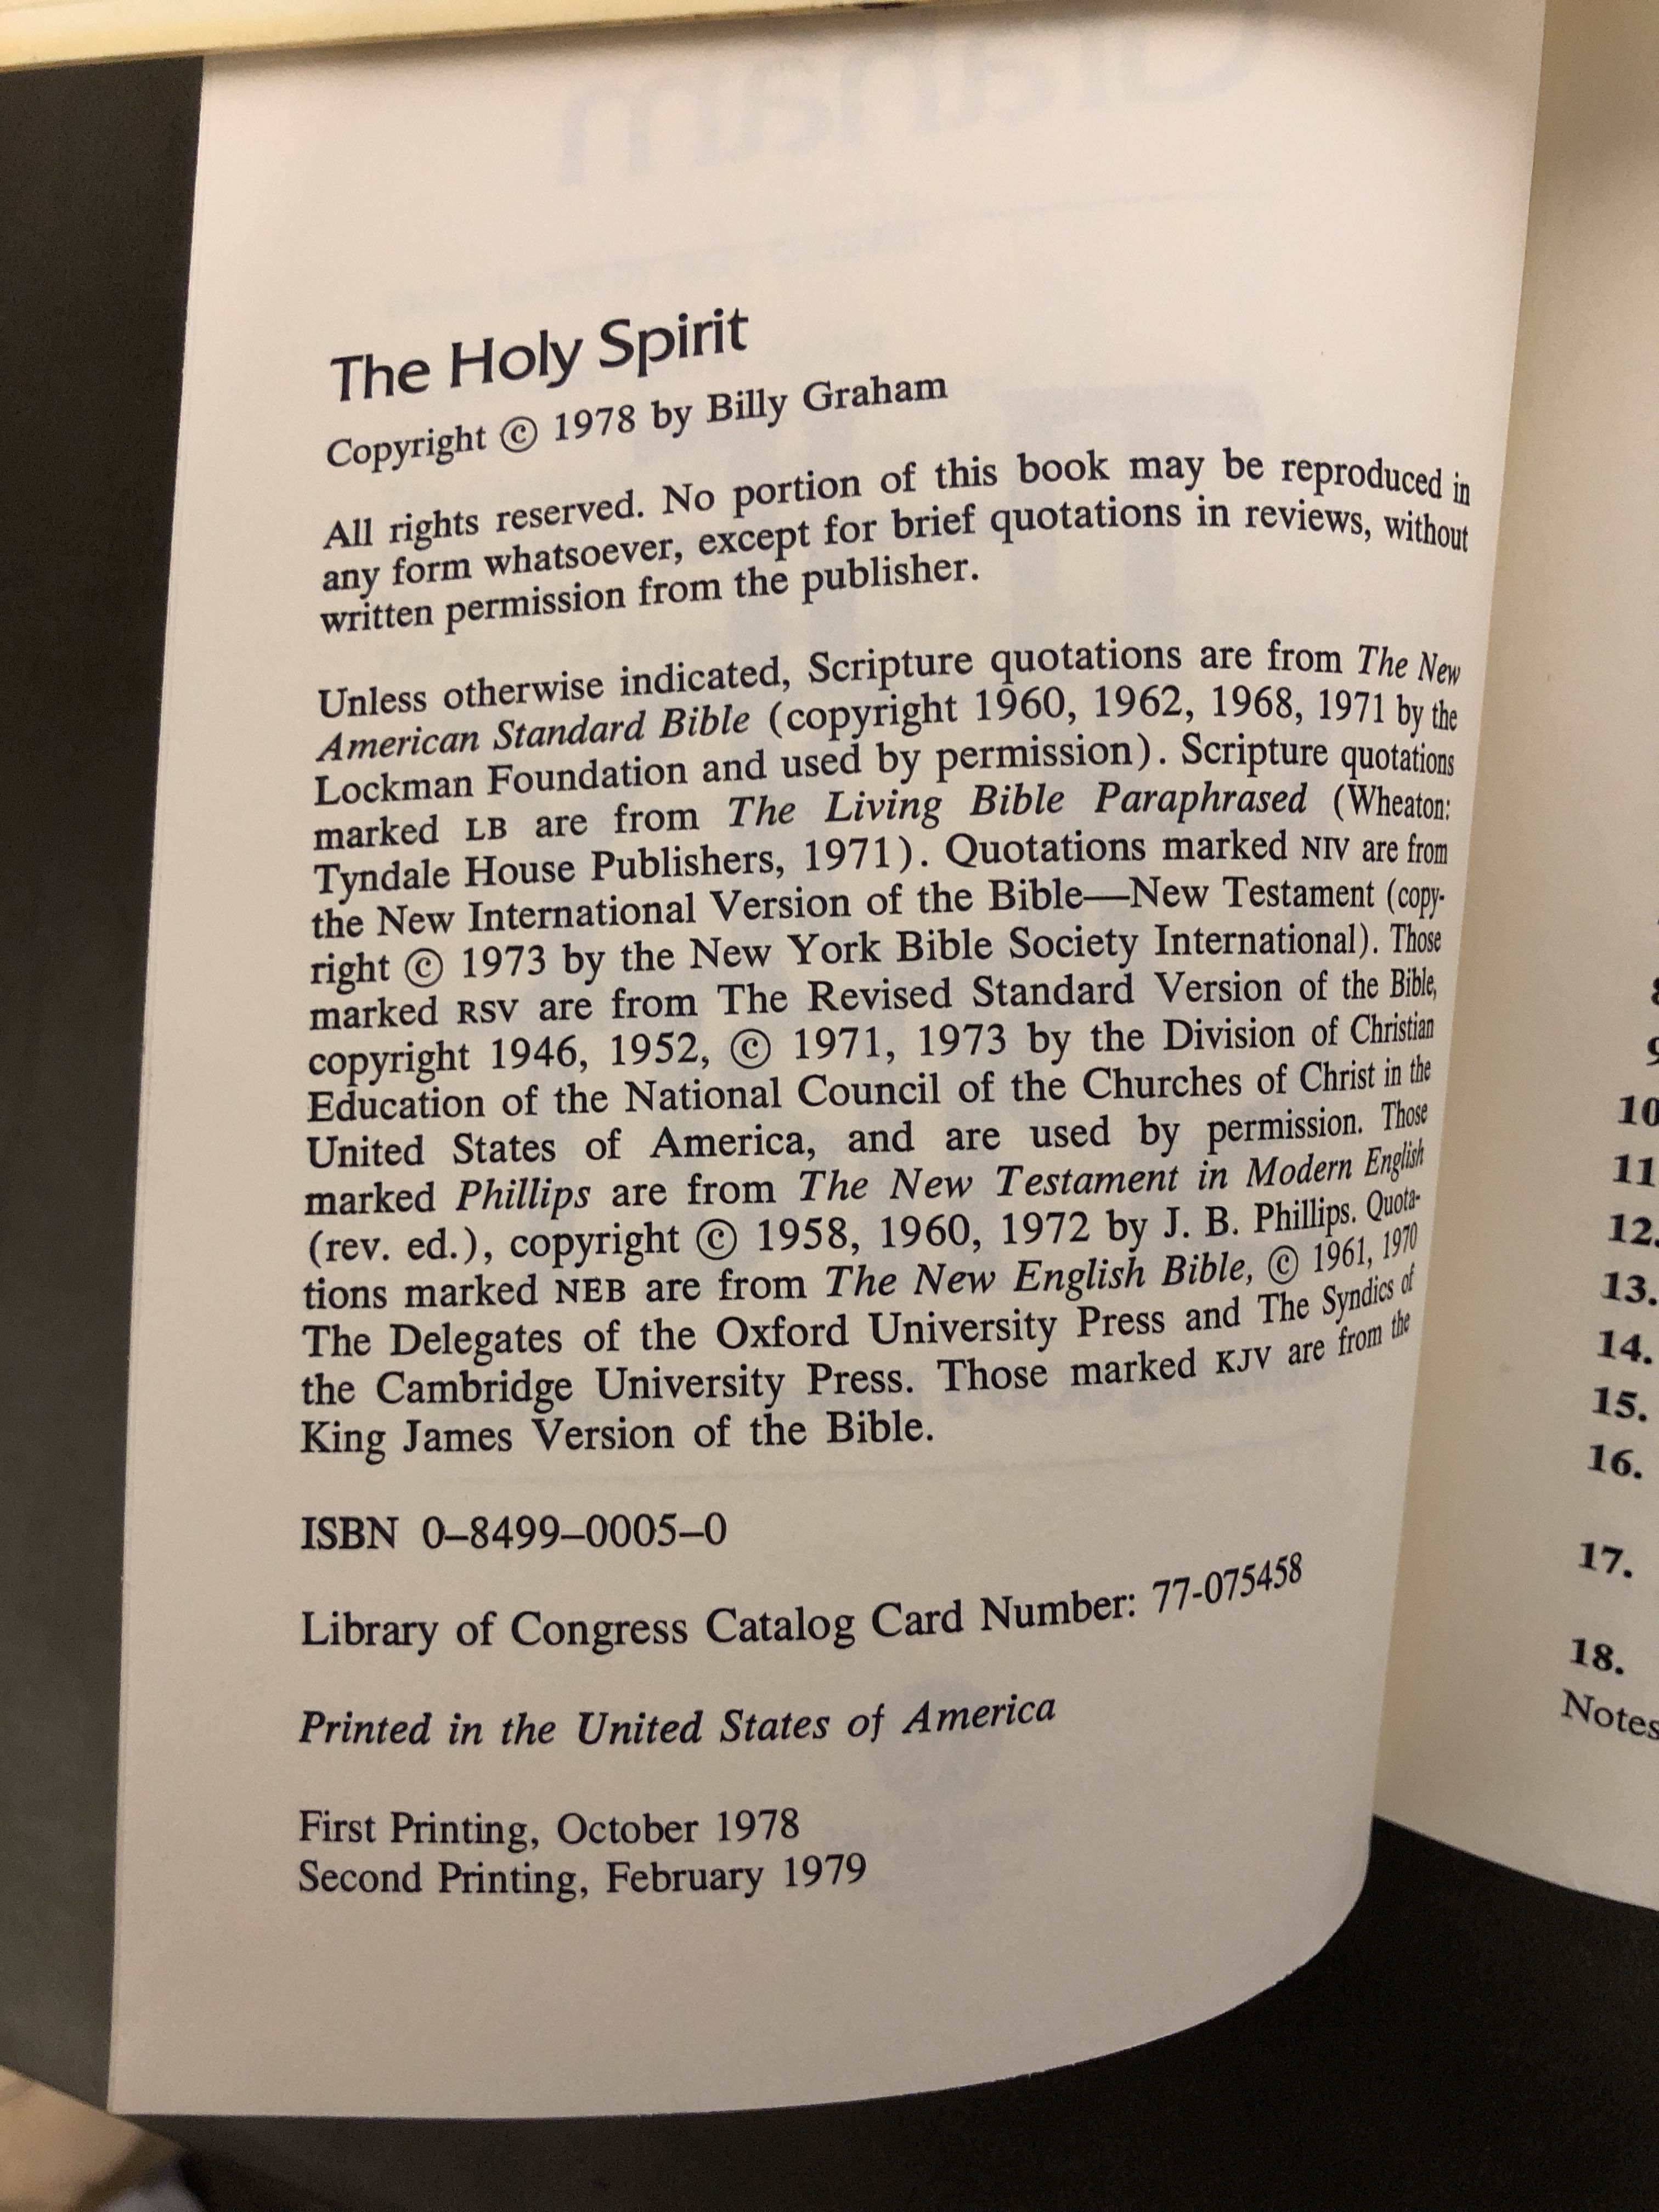 The Holy Spirit
Copyright © 1978 by Billy Graham
All rights reserved. No portion of this book may be reproduced in
any form whatsoever, except for brief quotations in reviews, without
written permission from the publisher.
Unless otherwise indicated, Scripture quotations are from The New
American Standard Bible (copyright 1960, 1962, 1968, 1971 by the
Lockman Foundation and used by permission). Scripture quotations
marked LB are from The Living Bible Paraphrased (Wheaton:
Tyndale House Publishers, 1971). Quotations marked NIV are from
the New International Version of the Bible—New Testament (copy-
right © 1973 by the New York Bible Society International). Those
marked RSV are from The Revised Standard Version of the Bible,
copyright 1946, 1952, © 1971, 1973 by the Division of Christian
Education of the National Council of the Churches of Christ in the
United States of America, and are used by permission. Those
marked Phillips are from The New Testament in Modern English
(rev. ed.), copyright © 1958, 1960, 1972 by J. B. Phillips. Quota-
tions marked NEB are from The New English Bible, © 1961, 1970
The Delegates of the Oxford University Press and The Syndics of
the Cambridge University Press. Those marked KJV are from the
King James Version of the Bible.
ISBN 0–8499–0005–0
Library of Congress Catalog Card Number: 77-075458
Printed in the United States of America
First Printing, October 1978
Second Printing, February 1979
10
11
12.
13.
14.
15.
16.
17.
18.
Notes